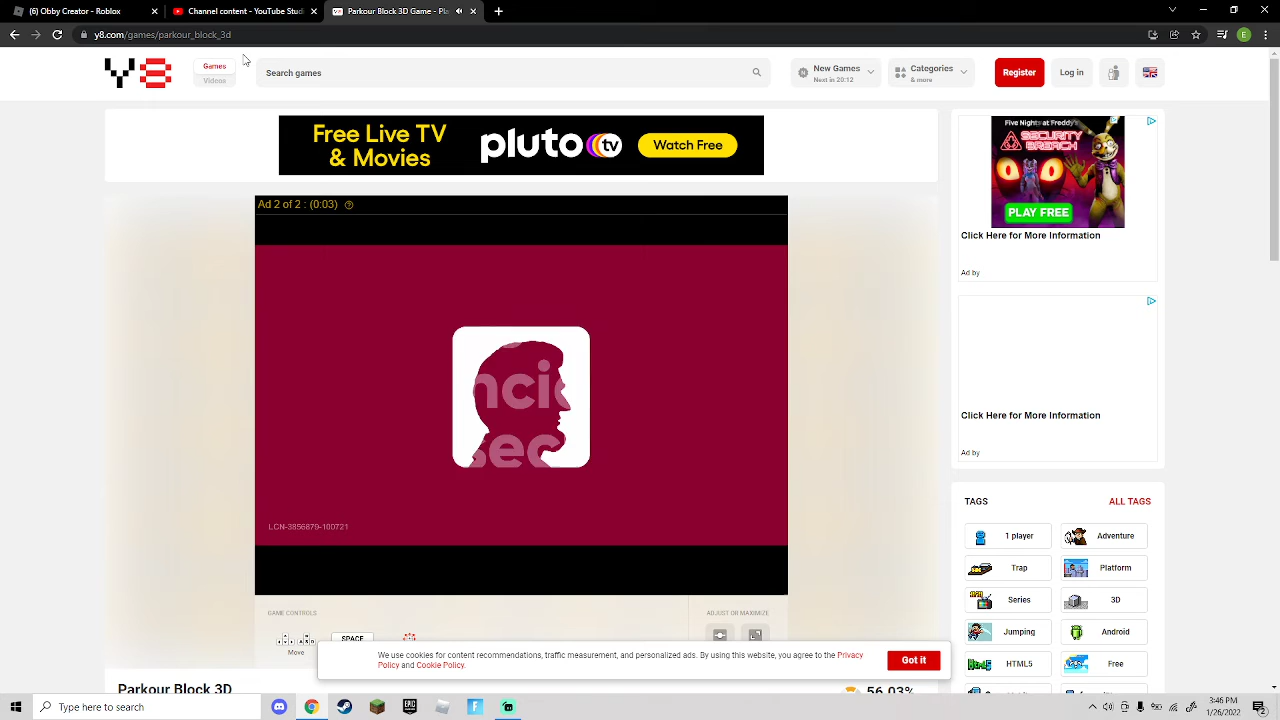 (6) Obby Creator - Roblox
Channel content - YouTube Stud
Parkour Block 3D Game - Pl
y8.com/games/parkour_block_3d
E
Y8
Games
Videos
Search games
New Games
Next in 20:12
Categories
& more
Register
Log in
Free Live TV
& Movies
pluto tv
Watch Free
Five Nights at Freddy's
SECURITY
BREACH
PLAY FREE
Click Here for More Information
Ad by
Click Here for More Information
Ad by
Ad 2 of 2 : (0:03)
ncie
sec
LCN-3856879-100721
TAGS
ALL TAGS
1 player
Adventure
Trap
Platform
Series
3D
Jumping
Android
HTML5
Free
GAME CONTROLS
ADJUST OR MAXIMIZE
W A S D
SPACE
Move
We use cookies for content recommendations, traffic measurement, and personalized ads. By using this website, you agree to the Privacy
Policy and Cookie Policy.
Got it
Parkour Block 3D
56.03%
Type here to search
EPIC
3:46 PM
1/26/2022
2